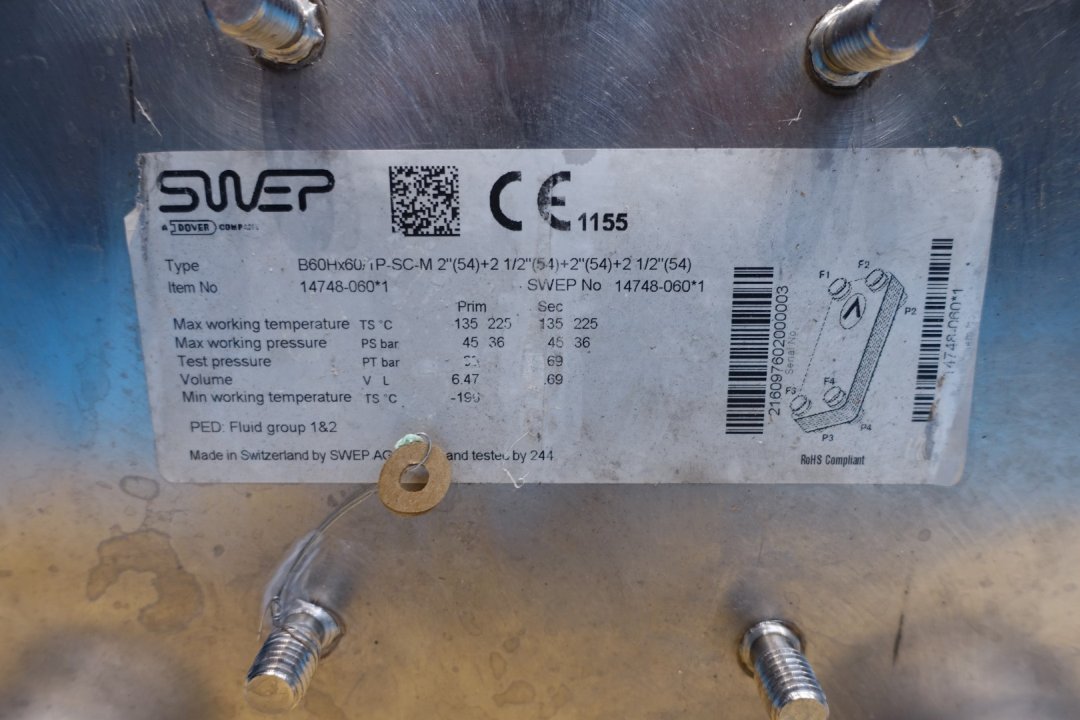 SWEP
A DOVER COMPANY
CE 1155
Type B60Hx60/1P-SC-M 2"(54)+2 1/2"(54)+2"(54)+2 1/2"(54)
Item No 14748-060*1 SWEP No 14748-060*1
Prim Sec
Max working temperature TS °C 135 225 135 225
Max working pressure PS bar 45 36 45 36
Test pressure PT bar 69
Volume V L 6.47 .69
Min working temperature TS °C
PED: Fluid group 1&2
Made in Switzerland by SWEP AG and tested by 244
216097602000003
Serial No
F1 F2
P2
F3 F4
P3 P4
14748-060*1
RoHS Compliant